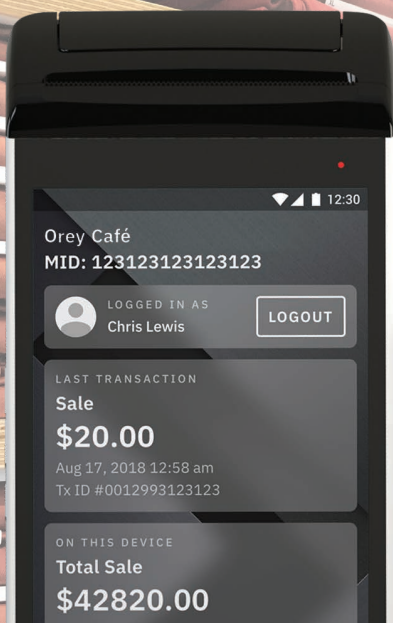 12:30
Orey Café
MID: 123123123123123
LOGGED IN AS
Chris Lewis
LOGOUT
LAST TRANSACTION
Sale
$20.00
Aug 17, 2018 12:58 am
Tx ID #0012993123123
ON THIS DEVICE
Total Sale
$42820.00